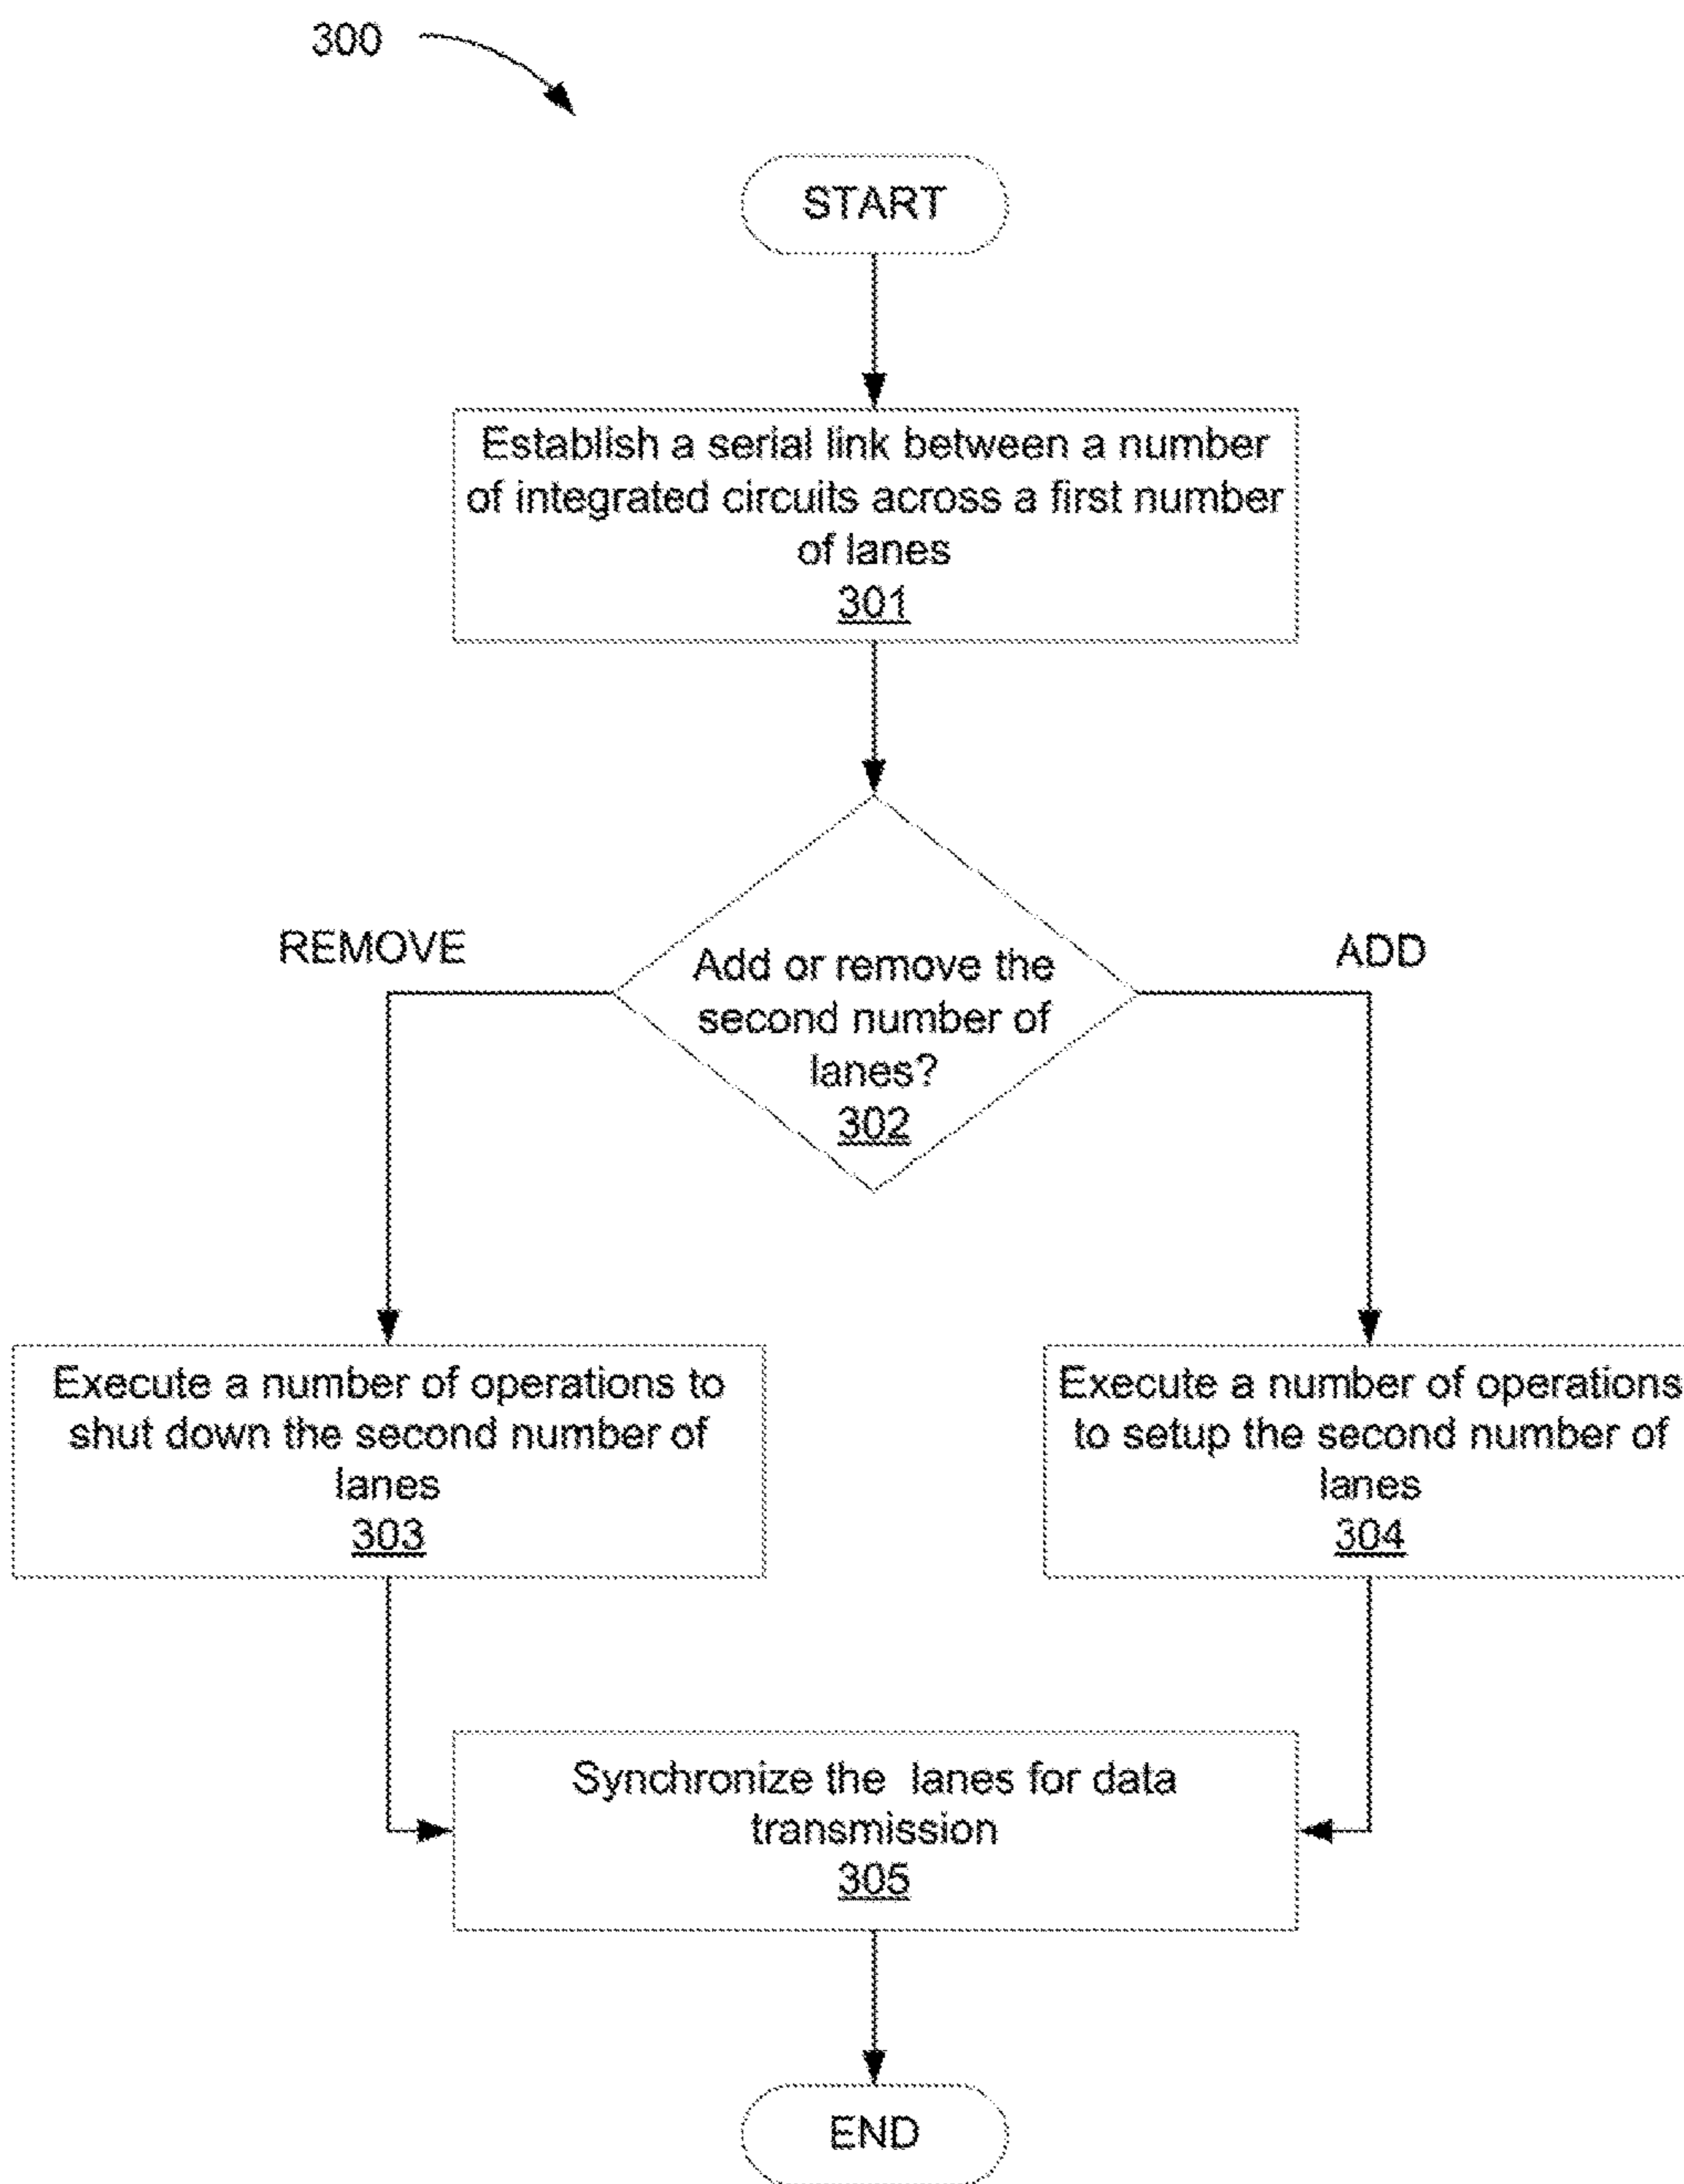 300
START
Establish a serial link between a number
of integrated circuits across a first number
of lanes
301
REMOVE
ADD
Add or remove the
second number of
lanes?
302
Execute a number of operations to
shut down the second number of
lanes
303
Execute a number of operations
to setup the second number of
lanes
304
Synchronize the lanes for data
transmission
305
END